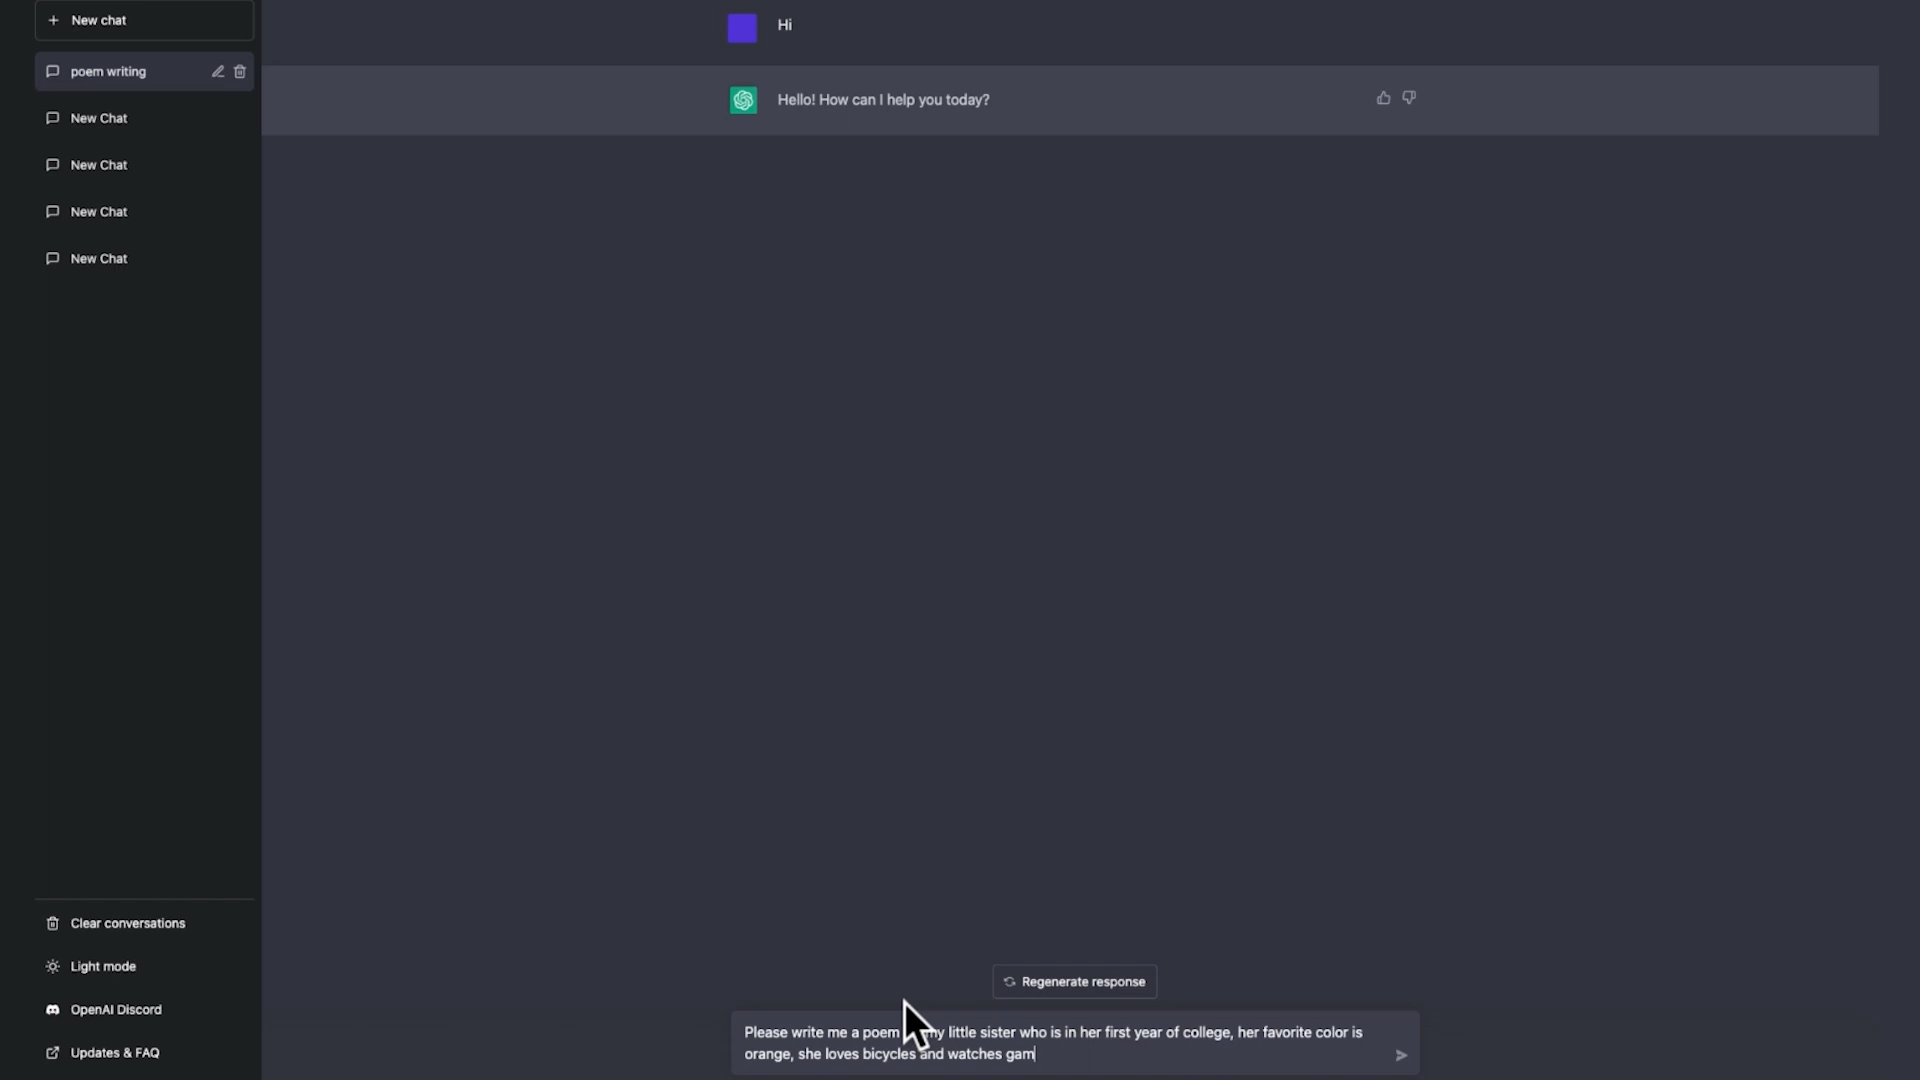 New chat
poem writing
New Chat
New Chat
New Chat
New Chat
Clear conversations
Light mode
OpenAI Discord
Updates & FAQ
Hi
Hello! How can I help you today?
Regenerate response
Please write me a poem my little sister who is in her first year of college, her favorite color is
orange, she loves bicycles and watches gam